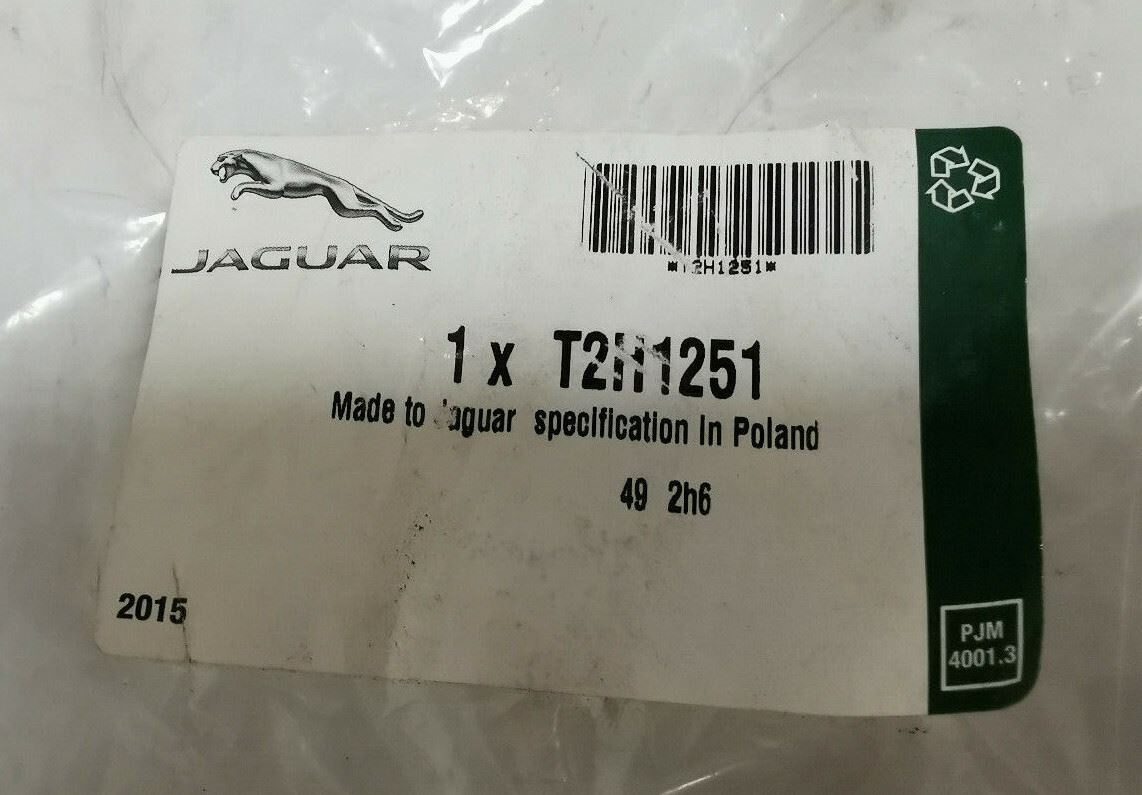 JAGUAR
*T2H1251*
1 x T2H1251
Made to Jaguar specification In Poland
49 2h6
2015
PJM
4001.3